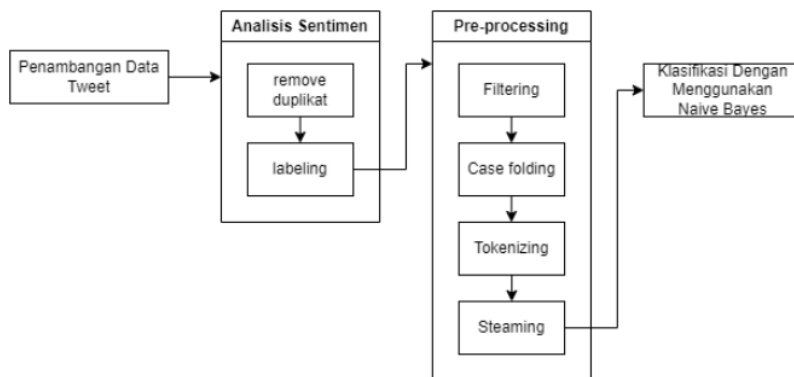 Penambangan Data
Tweet
Analisis Sentimen
remove
duplikat
labeling
Pre-processing
Filtering
Case folding
Tokenizing
Steaming
Klasifikasi Dengan
Menggunakan
Naive Bayes